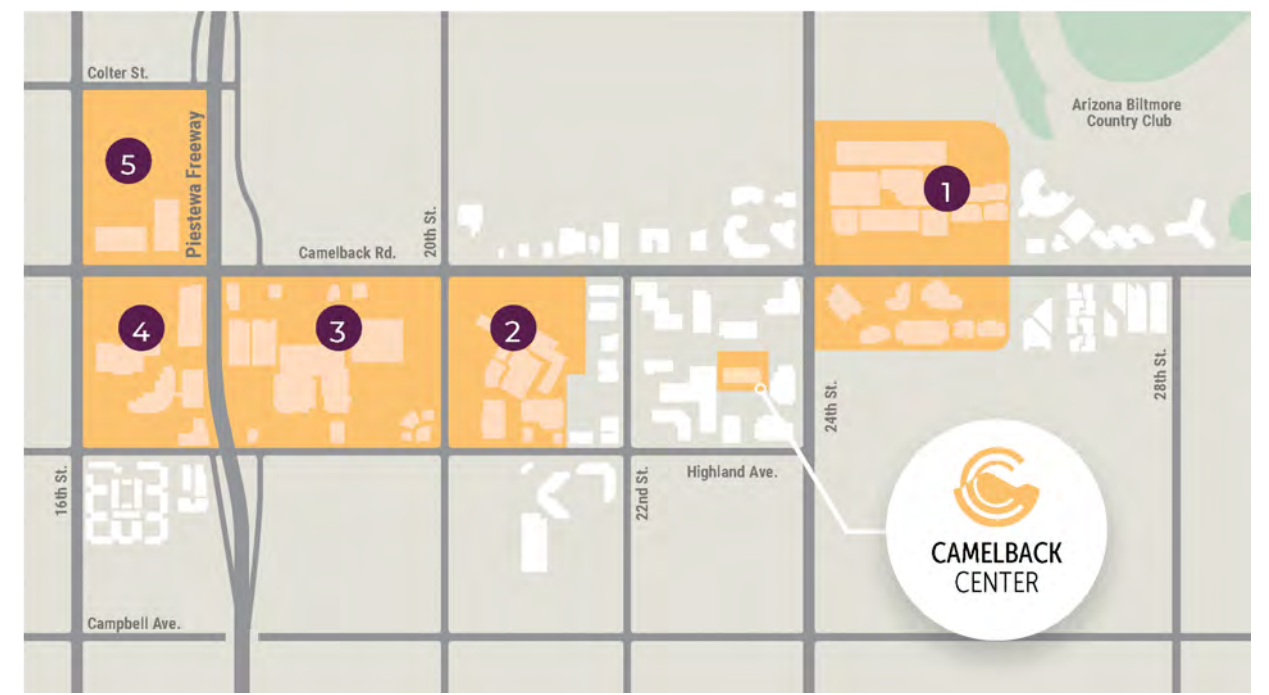 Colter St.
Arizona Biltmore
Country Club
5
Piestewa Freeway
1
20th St.
Camelback Rd.
4
3
2
24th St.
28th St.
16th St.
22nd St.
Highland Ave.
CAMELBACK
CENTER
Campbell Ave.